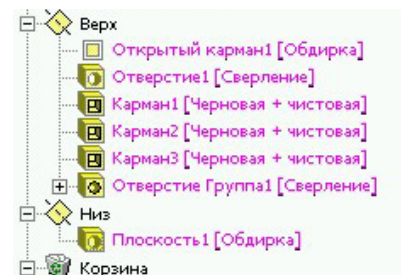 Верх
Открытый карман1 [Обдирка]
Отверстие1 [Сверление]
Карман1 [Черновая + чистовая]
Карман2 [Черновая + чистовая]
Карман3 [Черновая + чистовая]
Отверстие Группа1 [Сверление]
Низ
Плоскость1 [Обдирка]
Корзина